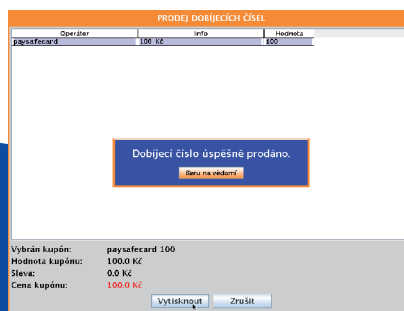 PRODEJ DOBÍJECÍCH ČÍSEL
Operátor Info Hodnota
paysafecard 100 Kč 100
Dobíjecí číslo úspěšně prodáno.
Beru na vědomí
Vybrán kupón: paysafecard 100
Hodnota kupónu: 100.0 Kč
Sleva: 0.0 Kč
Cena kupónu: 100.0 Kč
Vytisknout Zrušit